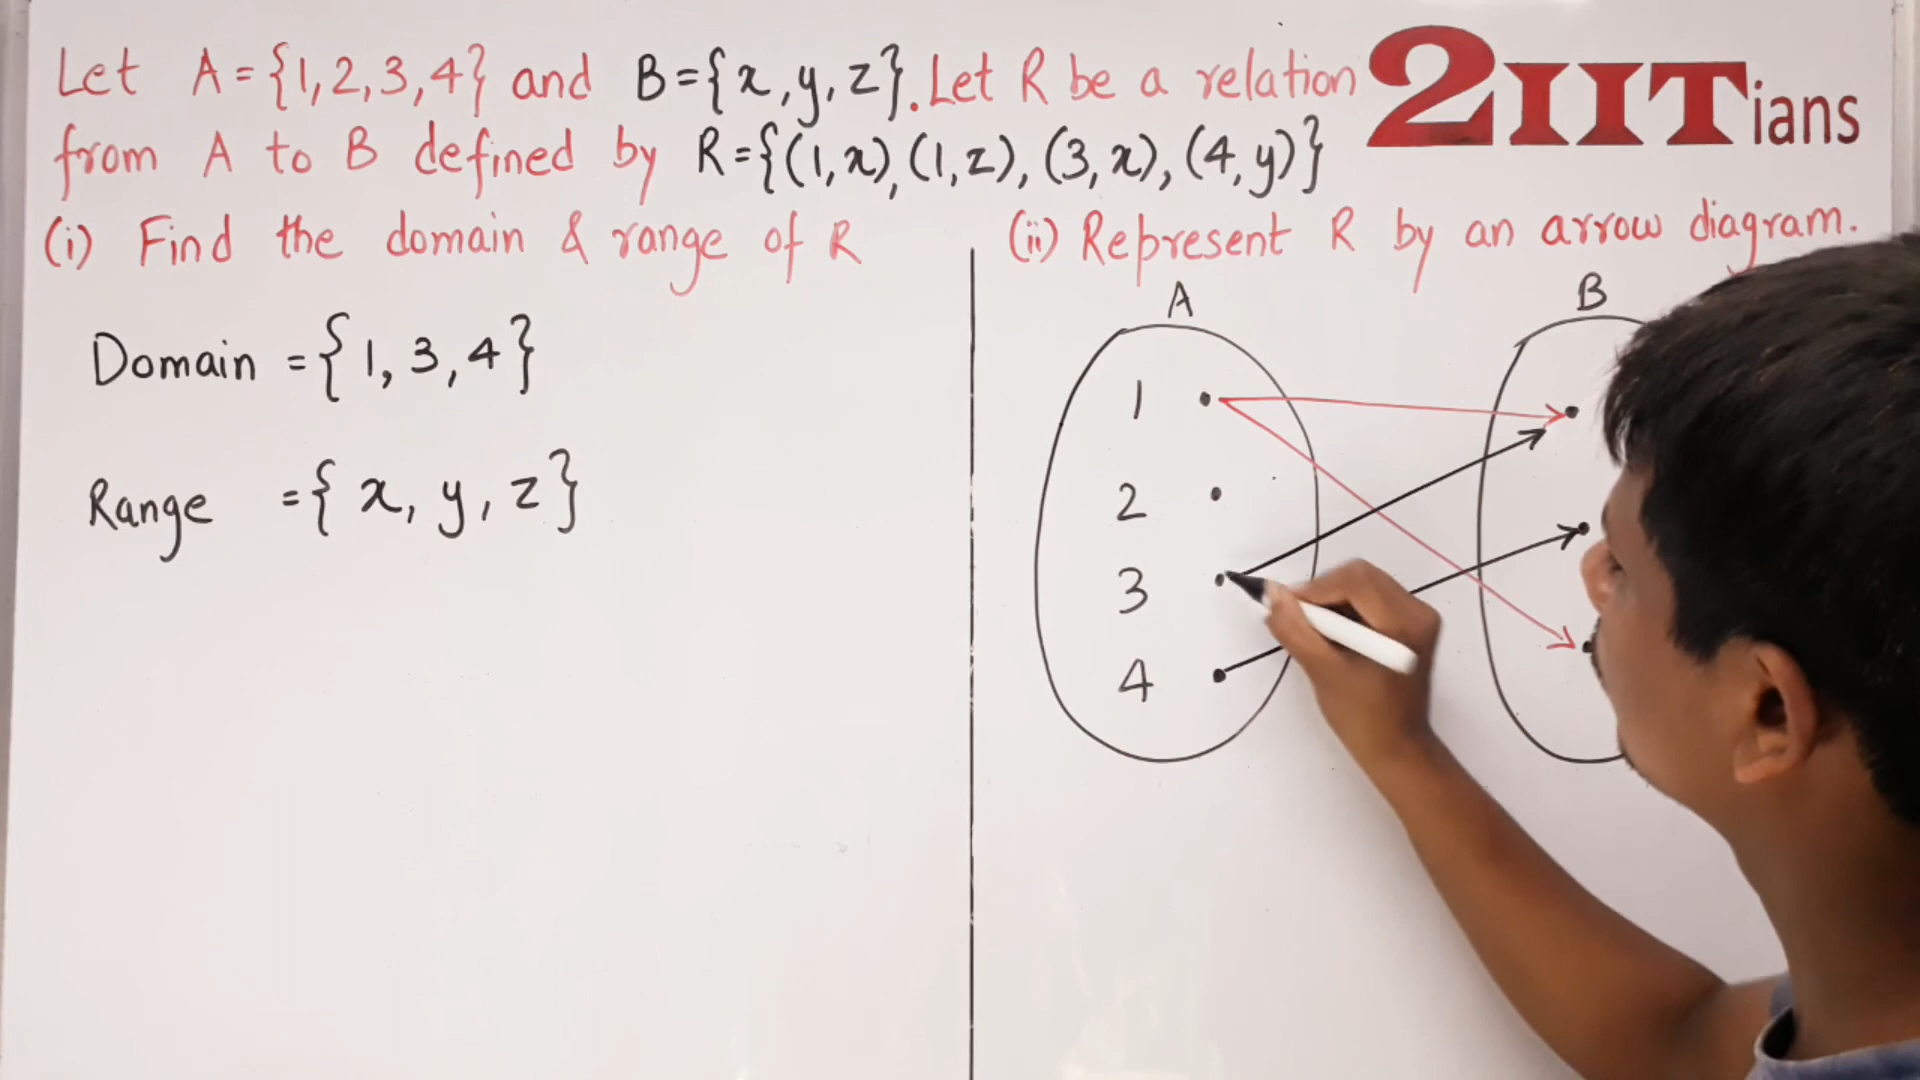 Let A={1,2,3,4} and B={x,y,z}. Let R be a relation
from A to B defined by R={(1,x),(1,z),(3,x),(4,y)}
2IITians
(i) Find the domain & range of R
Domain = {1,3,4}
Range = {x, y, z}
(ii) Represent R by an arrow diagram.
A B
1
2
3
4